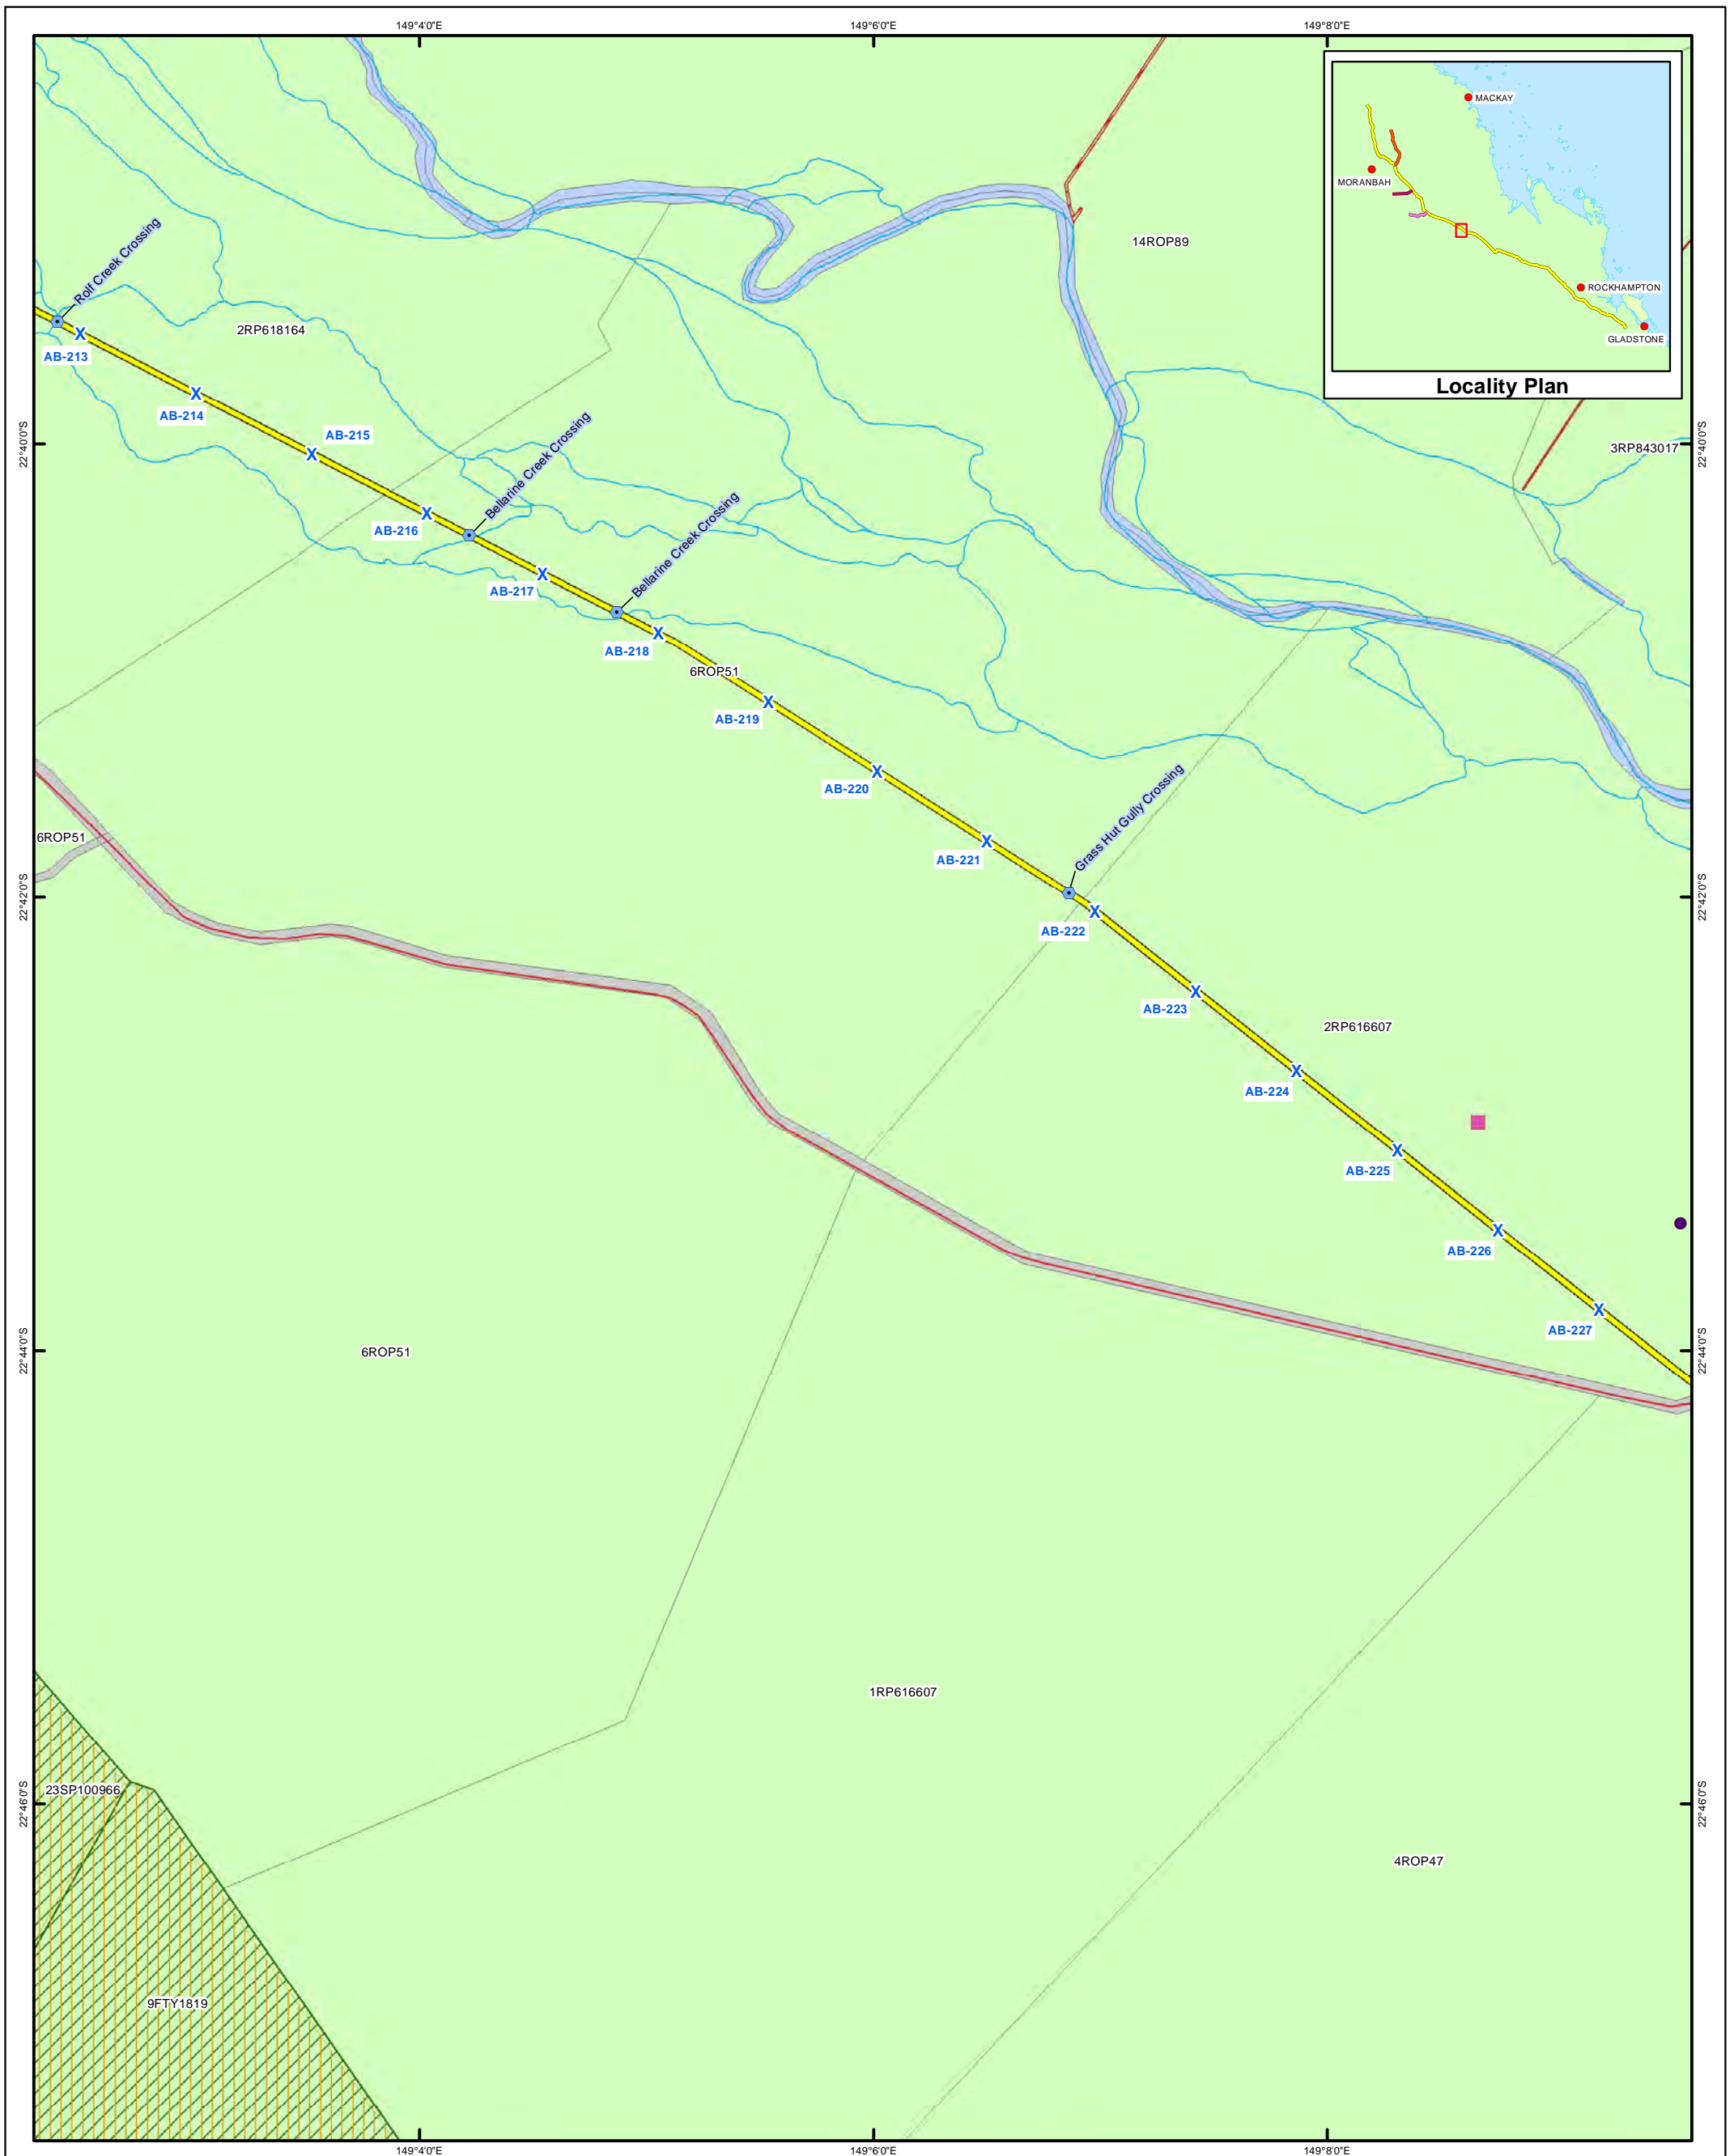 149°4'0"E
149°6'0"E
149°8'0"E
MACKAY
MORANBAH
ROCKHAMPTON
GLADSTONE
Locality Plan
14ROP89
Rolf Creek Crossing
2RP618164
AB-213
AB-214
AB-215
22°40'0"S
22°40'0"S
3RP843017
Bellarine Creek Crossing
AB-216
Bellarine Creek Crossing
AB-217
AB-218
6ROP51
AB-219
AB-220
6ROP51
Grass Hut Gully Crossing
AB-221
22°42'0"S
22°42'0"S
AB-222
AB-223
2RP616607
AB-224
AB-225
AB-226
AB-227
22°44'0"S
6ROP51
22°44'0"S
1RP616607
23SP100966
22°46'0"S
22°46'0"S
4ROP47
9FTY1819
149°4'0"E
149°6'0"E
149°8'0"E